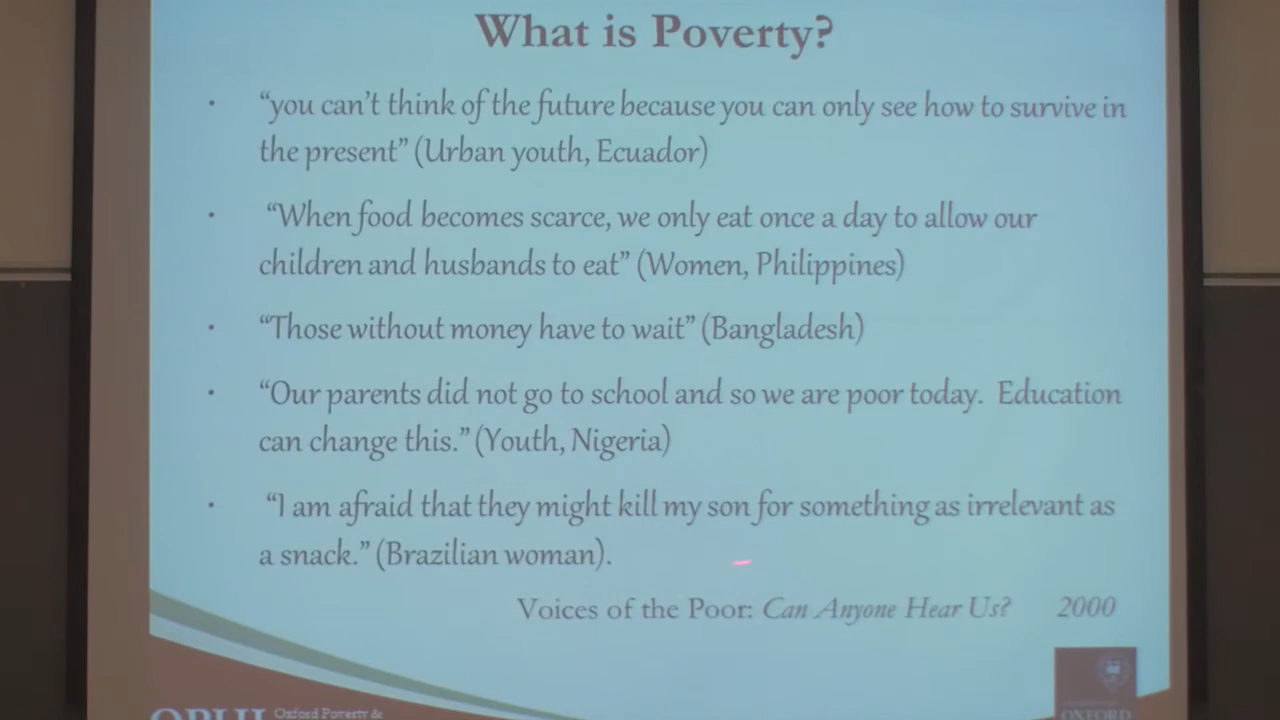 What is Poverty?
• “you can’t think of the future because you can only see how to survive in
the present” (Urban youth, Ecuador)
• “When food becomes scarce, we only eat once a day to allow our
children and husbands to eat” (Women, Philippines)
• “Those without money have to wait” (Bangladesh)
• “Our parents did not go to school and so we are poor today. Education
can change this.” (Youth, Nigeria)
• “I am afraid that they might kill my son for something as irrelevant as
a snack.” (Brazilian woman).
Voices of the Poor: Can Anyone Hear Us? 2000
Oxford Poverty &
OXFORD